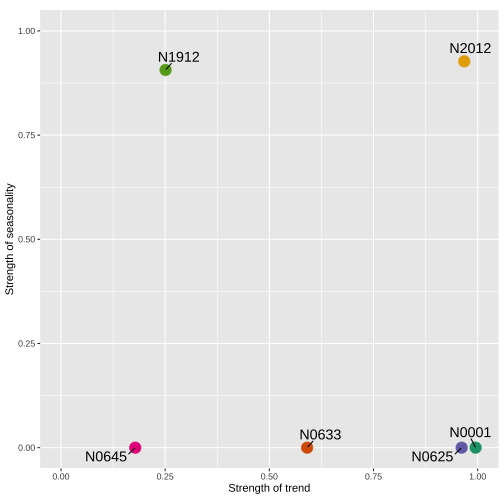 1.00
0.75
0.50
0.25
0.00
Strength of seasonality
N1912
N2012
N0645
N0633
N0625
N0001
0.00
0.25
0.50
0.75
1.00
Strength of trend